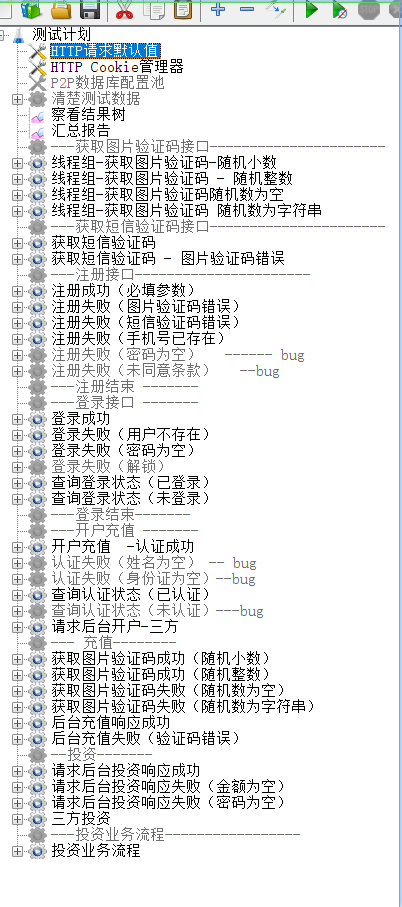 测试计划
HTTP请求默认值
HTTP Cookie管理器
P2P数据库配置池
清楚测试数据
察看结果树
汇总报告
---获取图片验证码接口--------------------
线程组-获取图片验证码-随机小数
线程组-获取图片验证码 - 随机整数
线程组-获取图片验证码随机数为空
线程组-获取图片验证码 随机数为字符串
---获取短信验证码接口--------------------
获取短信验证码
获取短信验证码 - 图片验证码错误
---注册接口--------------------
注册成功（必填参数）
注册失败（图片验证码错误）
注册失败（短信验证码错误）
注册失败（手机号已存在）
注册失败（密码为空） ------ bug
注册失败（未同意条款） --bug
---注册结束 -------
---登录接口 -------
登录成功
登录失败（用户不存在）
登录失败（密码为空）
登录失败（解锁）
查询登录状态（已登录）
查询登录状态（未登录）
---登录结束-------
---开户充值 -------
开户充值 -认证成功
认证失败（姓名为空） -- bug
认证失败（身份证为空）--bug
查询认证状态（已认证）
查询认证状态（未认证）---bug
请求后台开户-三方
--- 充值--------
获取图片验证码成功（随机小数）
获取图片验证码成功（随机整数）
获取图片验证码失败（随机数为空）
获取图片验证码失败（随机数为字符串）
后台充值响应成功
后台充值失败（验证码错误）
--投资-------
请求后台投资响应成功
请求后台投资响应失败（金额为空）
请求后台投资响应失败（密码为空）
三方投资
---投资业务流程----------------
投资业务流程